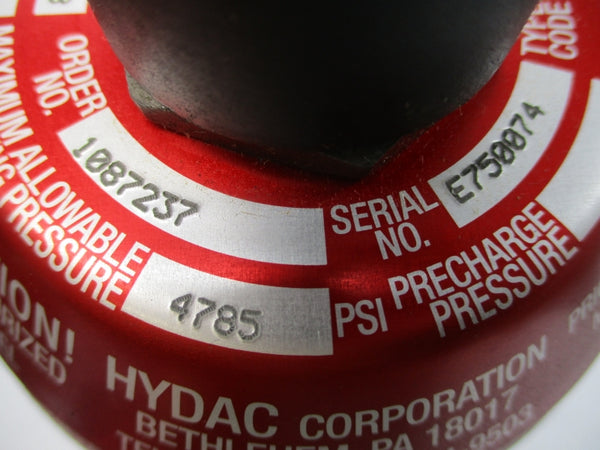 TYPE
CODE
ORDER
NO.
1087237
SERIAL
NO.
E750074
MAXIMUM ALLOWABLE
PRESSURE
4785
PSI
PRECHARGE
PRESSURE
HYDAC CORPORATION
BETHLEHEM, PA 18017
9503